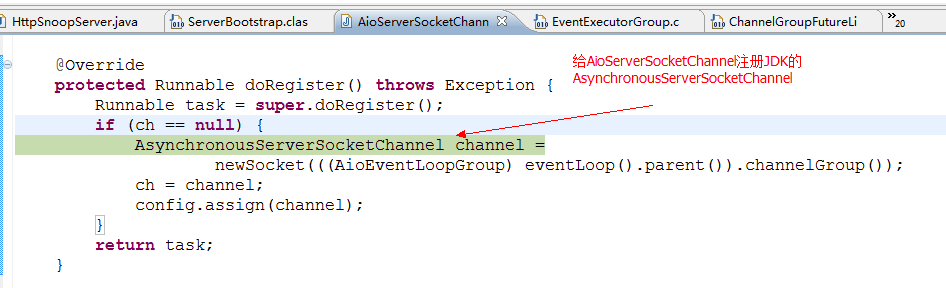 HttpSnoopServer.java
ServerBootstrap.clas
AioServerSocketChann
EventExecutorGroup.c
ChannelGroupFutureLi
»20
给AioServerSocketChannel注册JDK的
AsynchronousServerSocketChannel
@Override
protected Runnable doRegister() throws Exception {
Runnable task = super.doRegister();
if (ch == null) {
AsynchronousServerSocketChannel channel =
newSocket(((AioEventLoopGroup) eventLoop().parent()).channelGroup());
ch = channel;
config.assign(channel);
}
return task;
}